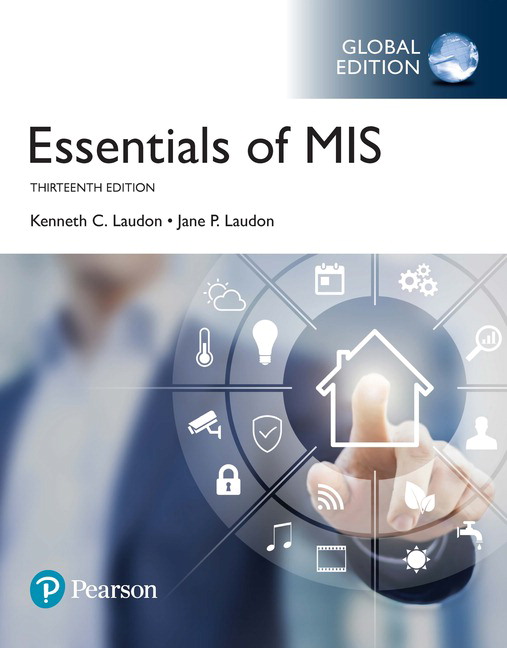 GLOBAL
EDITION
Essentials of MIS
THIRTEENTH EDITION
Kenneth C. Laudon • Jane P. Laudon
Pearson